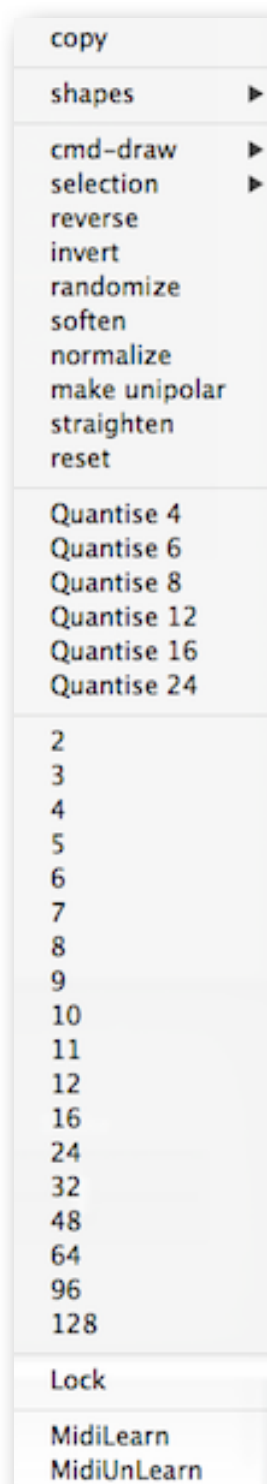 copy
shapes
cmd-draw
selection
reverse
invert
randomize
soften
normalize
make unipolar
straighten
reset
Quantise 4
Quantise 6
Quantise 8
Quantise 12
Quantise 16
Quantise 24
2
3
4
5
6
7
8
9
10
11
12
16
24
32
48
64
96
128
Lock
MidiLearn
MidiUnLearn